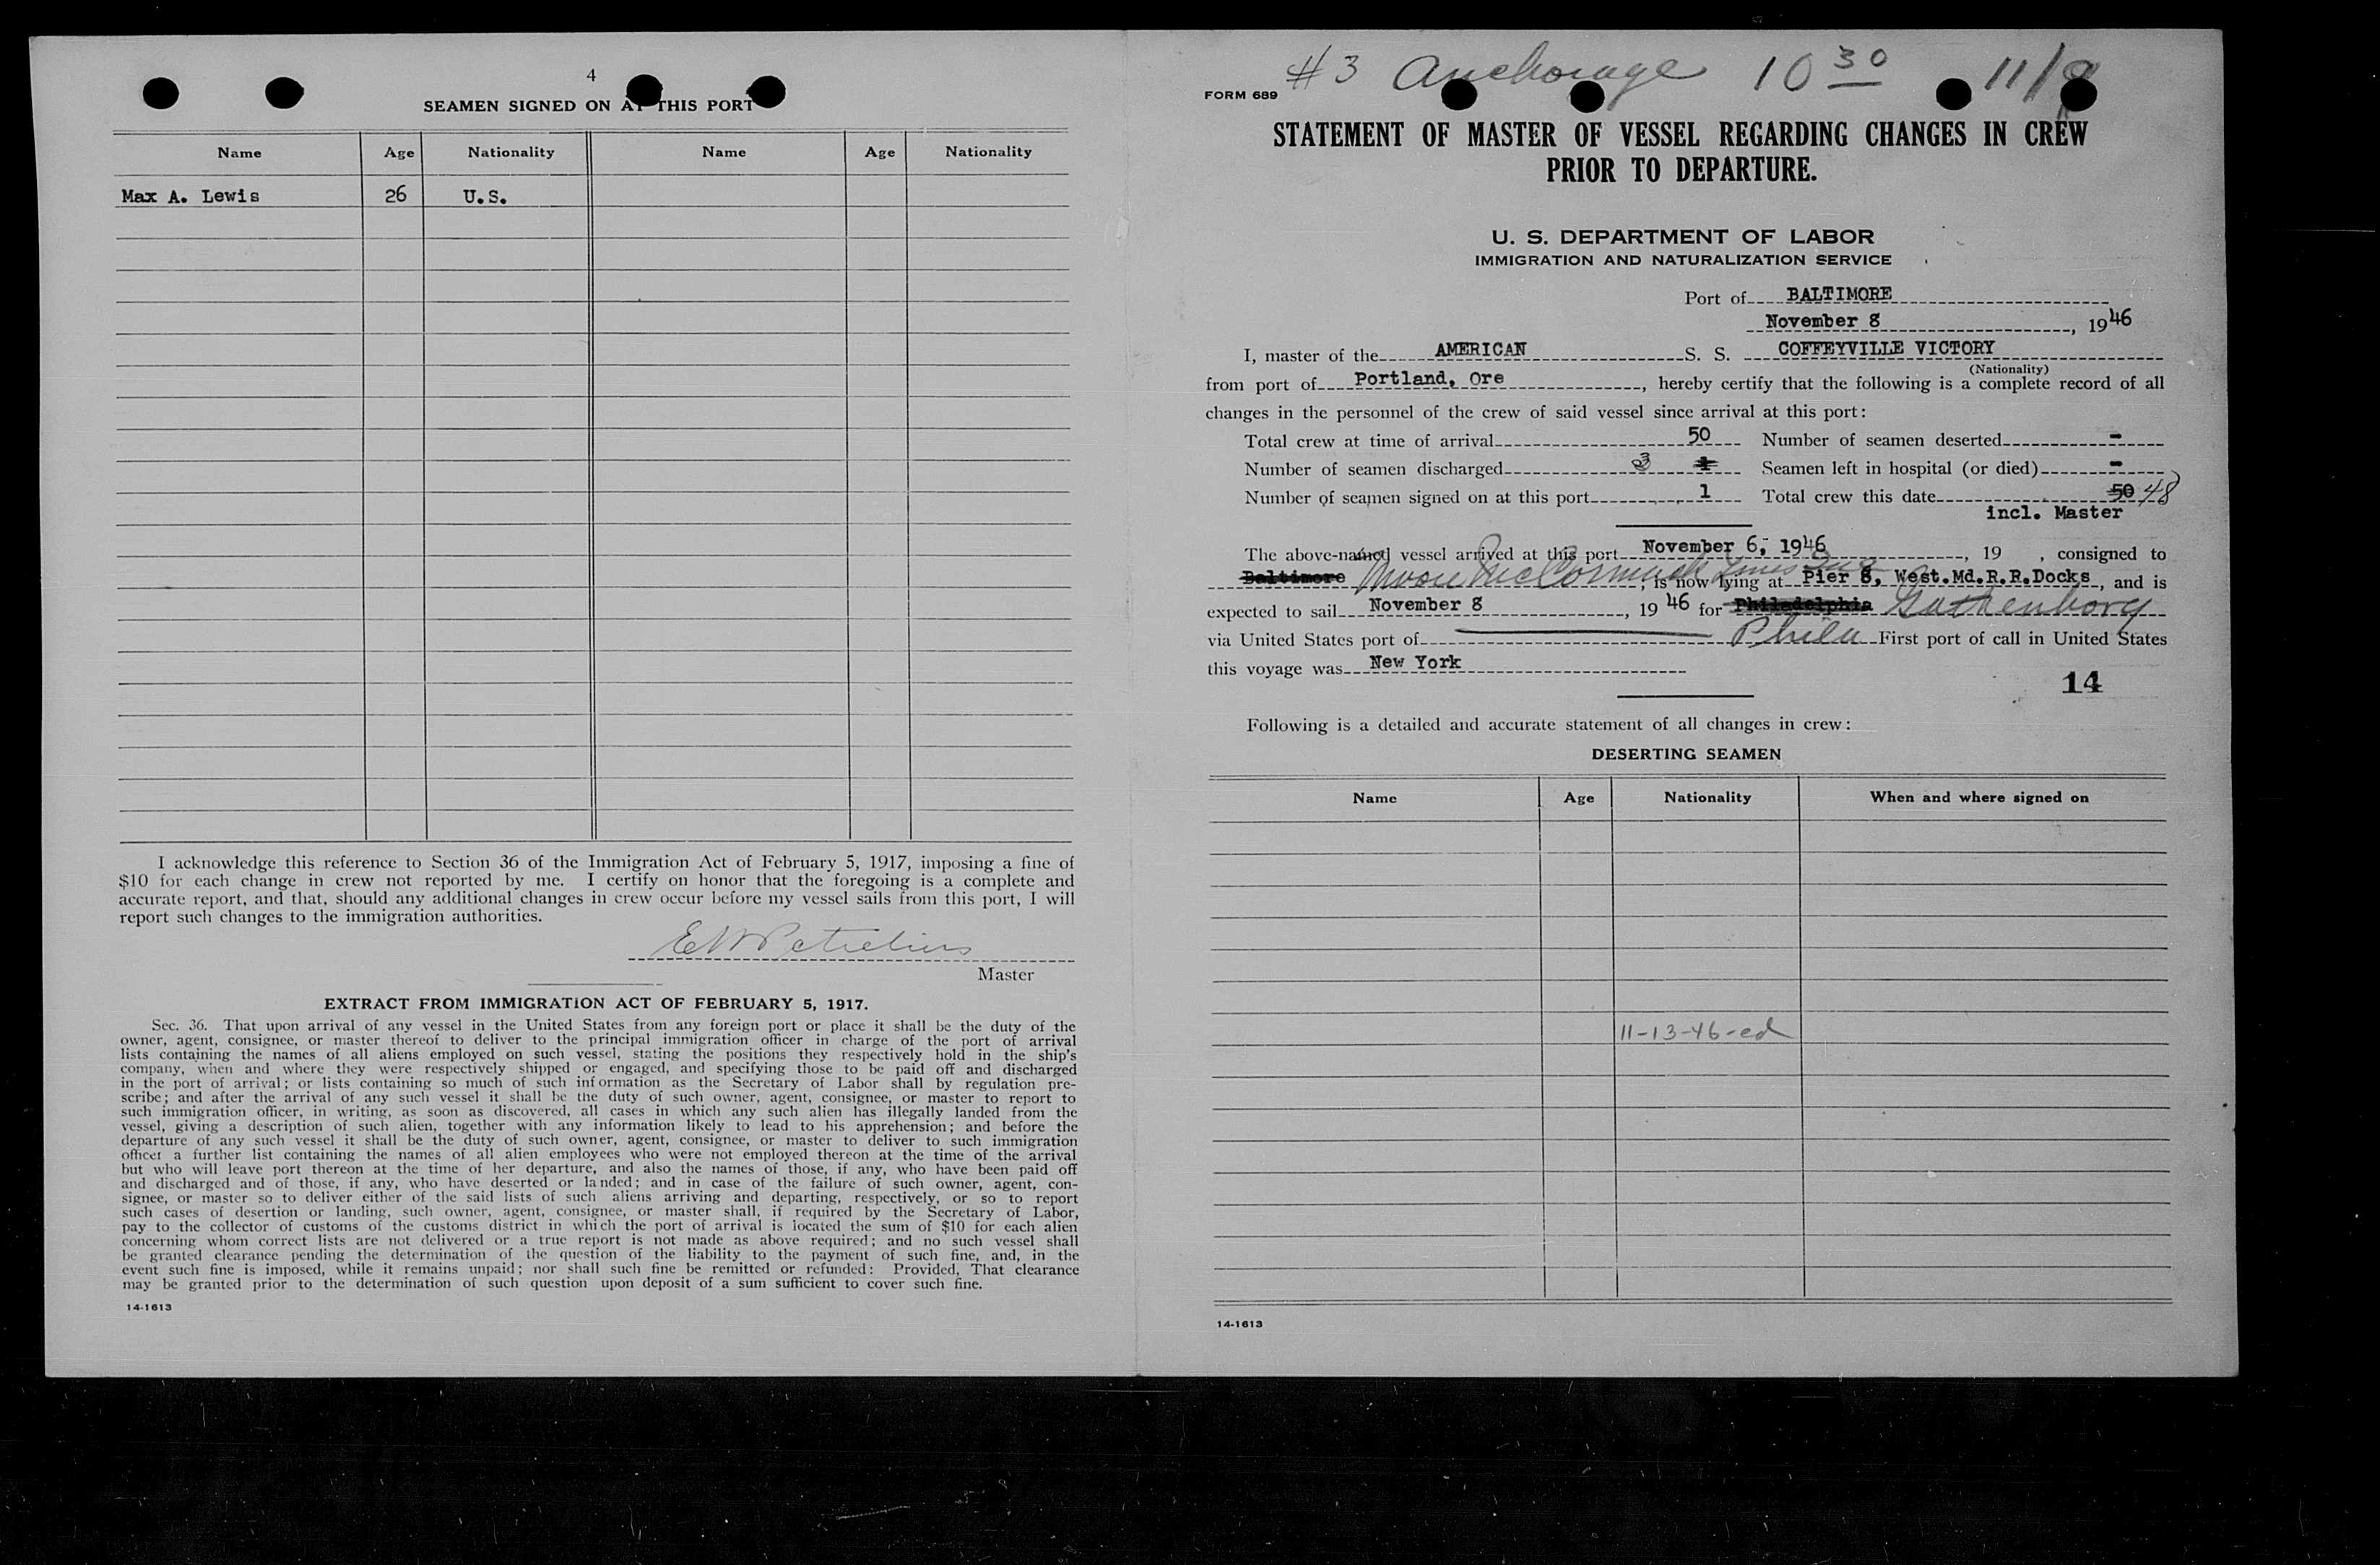 4
SEAMEN SIGNED ON AT THIS PORT
Name Age Nationality Name Age Nationality
Max A. Lewis 26 U.S.
I acknowledge this reference to Section 36 of the Immigration Act of February 5, 1917, imposing a fine of
$10 for each change in crew not reported by me. I certify on honor that the foregoing is a complete and
accurate report, and that, should any additional changes in crew occur before my vessel sails from this port, I will
report such changes to the immigration authorities.
Master
EXTRACT FROM IMMIGRATION ACT OF FEBRUARY 5, 1917.
Sec. 36. That upon arrival of any vessel in the United States from any foreign port or place it shall be the duty of the
owner, agent, consignee, or master thereof to deliver to the principal immigration officer in charge of the port of arrival
lists containing the names of all aliens employed on such vessel, stating the positions they respectively hold in the ship's
company, when and where they were respectively shipped or engaged, and specifying those to be paid off and discharged
in the port of arrival; or lists containing so much of such information as the Secretary of Labor shall by regulation pre-
scribe; and after the arrival of any such vessel it shall be the duty of such owner, agent, consignee, or master to report to
such immigration officer, in writing, as soon as discovered, all cases in which any such alien has illegally landed from the
vessel, giving a description of such alien, together with any information likely to lead to his apprehension; and before the
departure of any such vessel it shall be the duty of such owner, agent, consignee, or master to deliver to such immigration
officer a further list containing the names of all alien employees who were not employed thereon at the time of the arrival
but who will leave port thereon at the time of her departure, and also the names of those, if any, who have been paid off
and discharged and of those, if any, who have deserted or landed; and in case of the failure of such owner, agent, con-
signee, or master so to deliver either of the said lists of such aliens arriving and departing, respectively, or so to report
such cases of desertion or landing, such owner, agent, consignee, or master shall, if required by the Secretary of Labor,
pay to the collector of customs of the customs district in which the port of arrival is located the sum of $10 for each alien
concerning whom correct lists are not delivered or a true report is not made as above required; and no such vessel shall
be granted clearance pending the determination of the question of the liability to the payment of such fine, and, in the
event such fine is imposed, while it remains unpaid; nor shall such fine be remitted or refunded: Provided, That clearance
may be granted prior to the determination of such question upon deposit of a sum sufficient to cover such fine.
14-1613
#3 Anchorage 10 30 11/8
FORM 689
STATEMENT OF MASTER OF VESSEL REGARDING CHANGES IN CREW
PRIOR TO DEPARTURE.
U. S. DEPARTMENT OF LABOR
IMMIGRATION AND NATURALIZATION SERVICE
Port of BALTIMORE
November 8, 1946
I, master of the AMERICAN S. S. COFFEYVILLE VICTORY
(Nationality)
from port of Portland, Ore, hereby certify that the following is a complete record of all
changes in the personnel of the crew of said vessel since arrival at this port:
Total crew at time of arrival 50 Number of seamen deserted -
Number of seamen discharged 3 1 Seamen left in hospital (or died) -
Number of seamen signed on at this port 1 Total crew this date 50 48
incl. Master
The above-named vessel arrived at this port November 6, 1946, 19 , consigned to
Baltimore Moore McCormack Lines Inc, is now lying at Pier 8, West.Md.R.R.Docks, and is
expected to sail November 8, 1946 for Philadelphia Guthenborg
via United States port of Phila First port of call in United States
this voyage was New York
14
Following is a detailed and accurate statement of all changes in crew:
DESERTING SEAMEN
Name Age Nationality When and where signed on
11-13-46-ed
14-1613